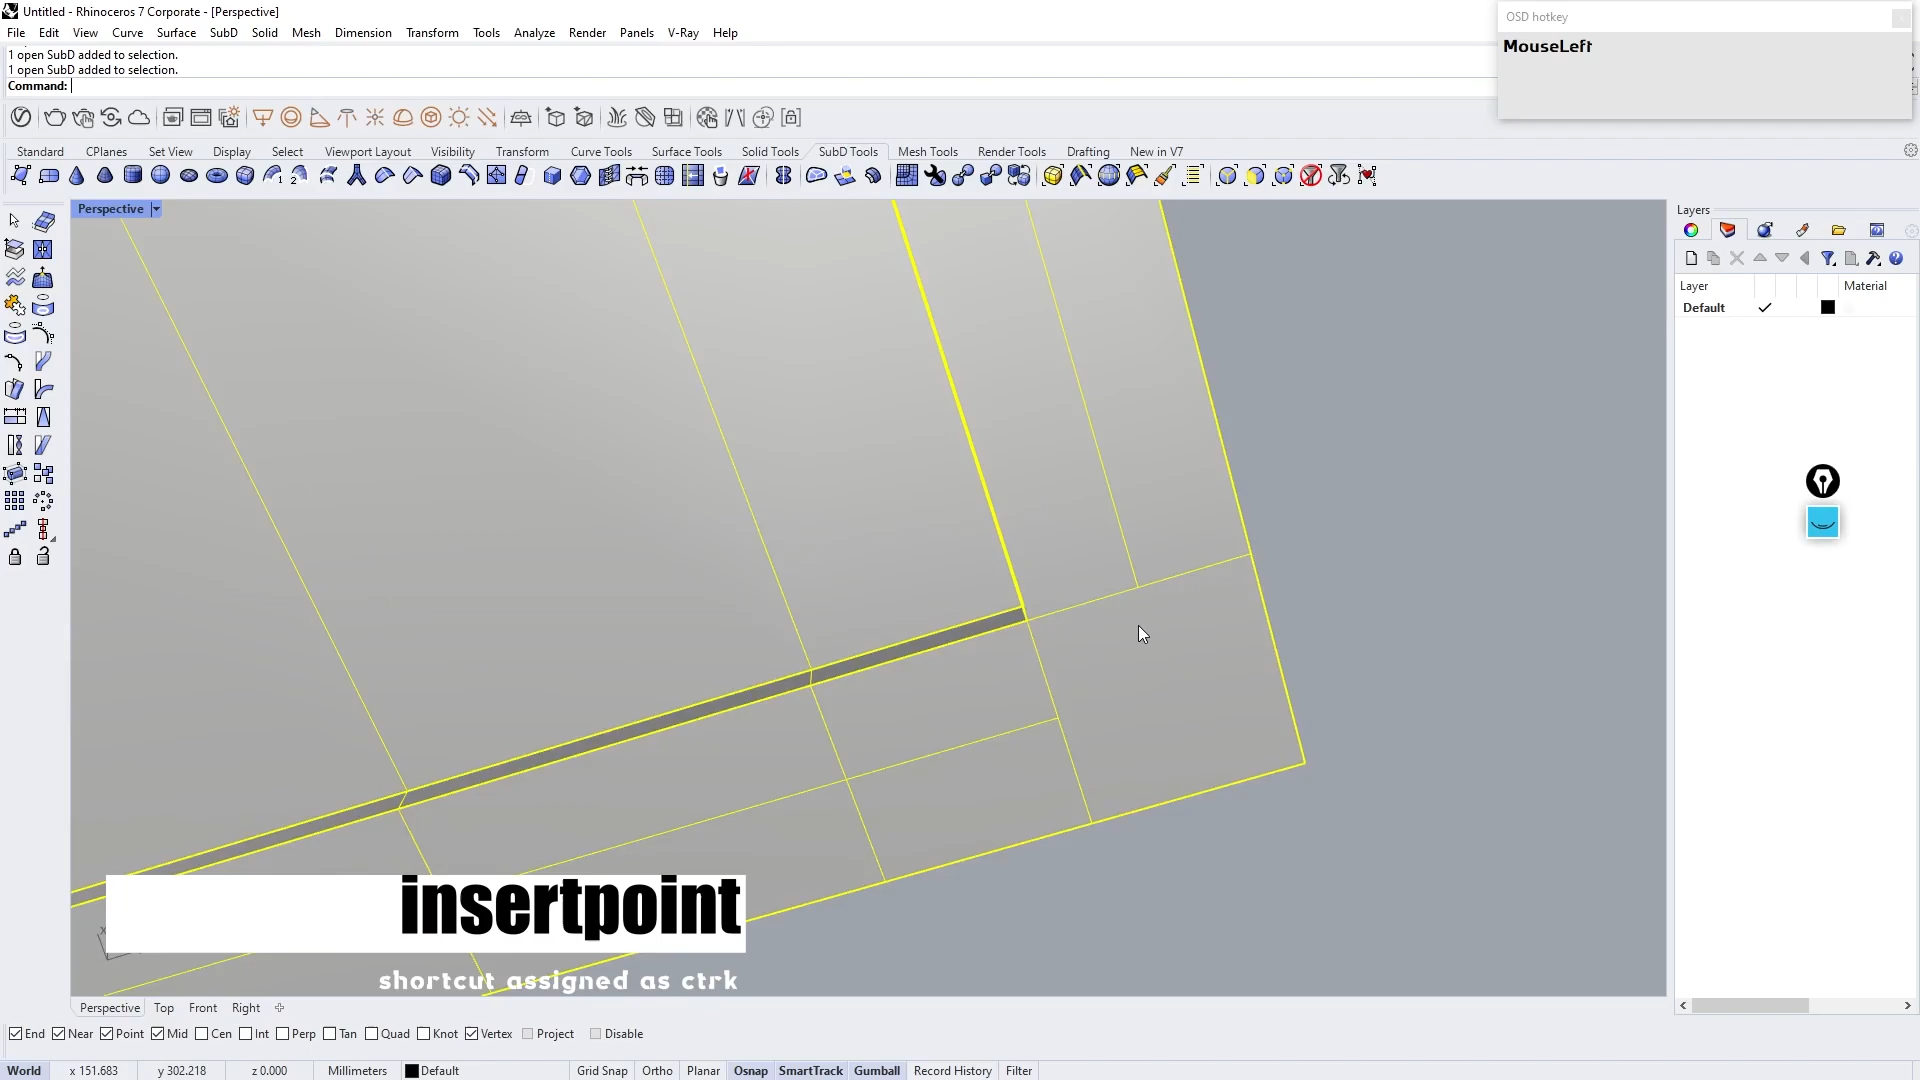 Untitled - Rhinoceros 7 Corporate - [Perspective]
File Edit View Curve Surface SubD Solid Mesh Dimension Transform Tools Analyze Render Panels V-Ray Help
1 open SubD added to selection.
1 open SubD added to selection.
Command:
OSD hotkey
MouseLeft
Standard CPlanes Set View Display Select Viewport Layout Visibility Transform Curve Tools Surface Tools Solid Tools SubD Tools Mesh Tools Render Tools Drafting New in V7
Perspective
Layers
Layer Material
Default
insertpoint
shortcut assigned as ctrk
Perspective Top Front Right
End Near Point Mid Cen Int Perp Tan Quad Knot Vertex Project Disable
World x 151.683 y 302.218 z 0.000 Millimeters Default Grid Snap Ortho Planar Osnap SmartTrack Gumball Record History Filter